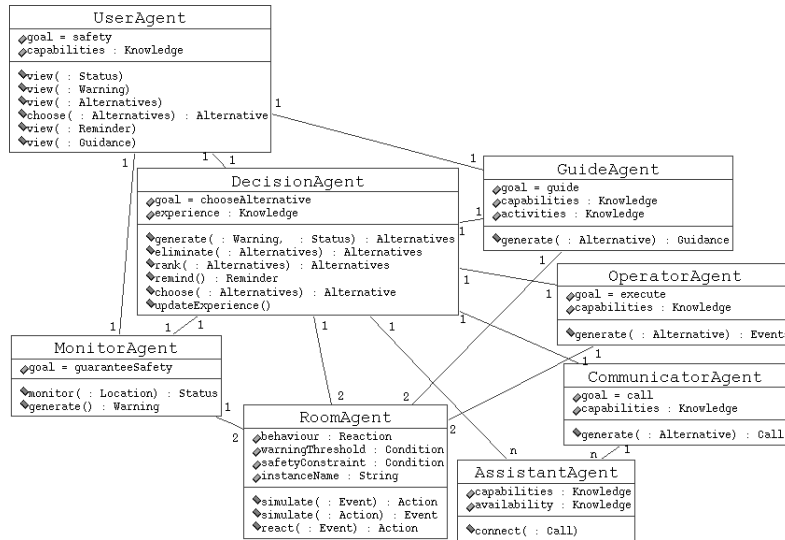 UserAgent
goal = safety
capabilities : Knowledge
view( : Status)
view( : Warning)
view( : Alternatives)
choose( : Alternatives) : Alternative
view( : Reminder)
view( : Guidance)
1
1
1
1
1
1
DecisionAgent
goal = chooseAlternative
experience : Knowledge
generate( : Warning, : Status) : Alternatives
eliminate( : Alternatives) : Alternatives
rank( : Alternatives) : Alternatives
remind() : Reminder
choose( : Alternatives) : Alternative
updateExperience()
GuideAgent
goal = guide
capabilities : Knowledge
activities : Knowledge
generate( : Alternative) : Guidance
1
1
1
1
1
OperatorAgent
goal = execute
capabilities : Knowledge
generate( : Alternative) : Events
1
1
1
1
1
1
1
1
1
MonitorAgent
goal = guaranteeSafety
monitor( : Location) : Status
generate() : Warning
CommunicatorAgent
goal = call
capabilities : Knowledge
generate( : Alternative) : Call
1
2
2
2
2
n
n
1
RoomAgent
behaviour : Reaction
warningThreshold : Condition
safetyConstraint : Condition
instanceName : String
simulate( : Event) : Action
simulate( : Action) : Event
react( : Event) : Action
AssistantAgent
capabilities : Knowledge
availability : Knowledge
connect( : Call)